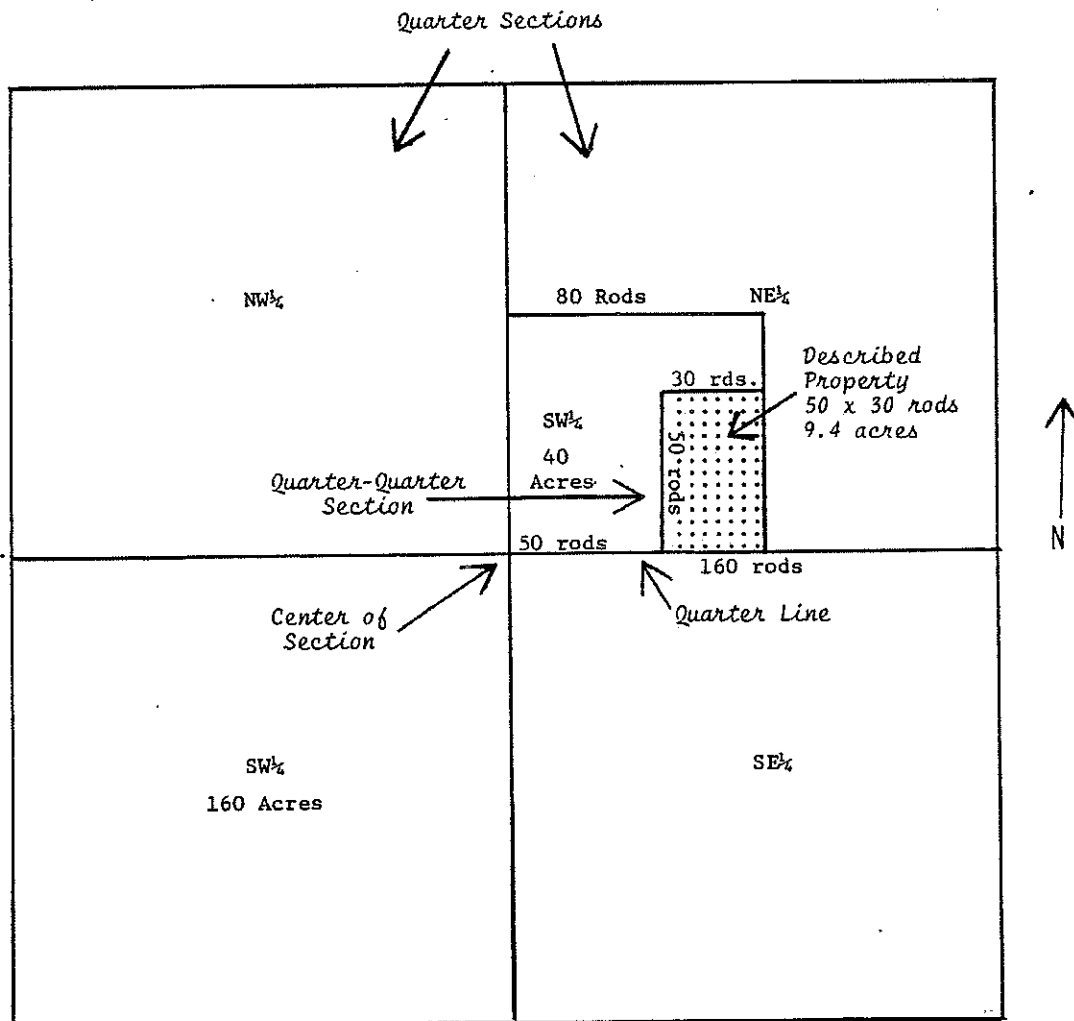 Quarter Sections
NW¼
80 Rods
NE¼
30 rds.
Described
Property
50 x 30 rods
9.4 acres
SW¼
40
Acres
50 rods
Quarter-Quarter
Section
N
50 rods
160 rods
Center of
Section
Quarter Line
SW¼
160 Acres
SE¼